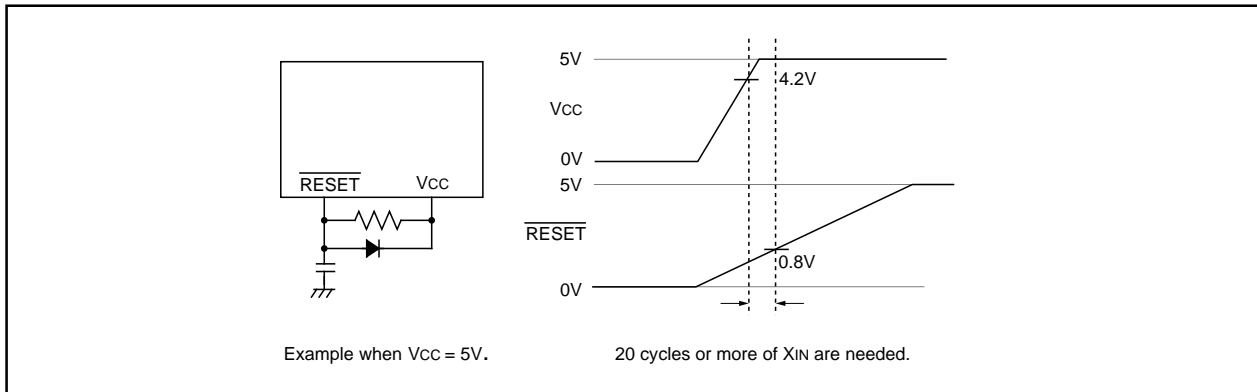 RESET VCC
Example when VCC = 5V.
5V
4.2V
VCC
0V
5V
RESET
0.8V
0V
20 cycles or more of XIN are needed.